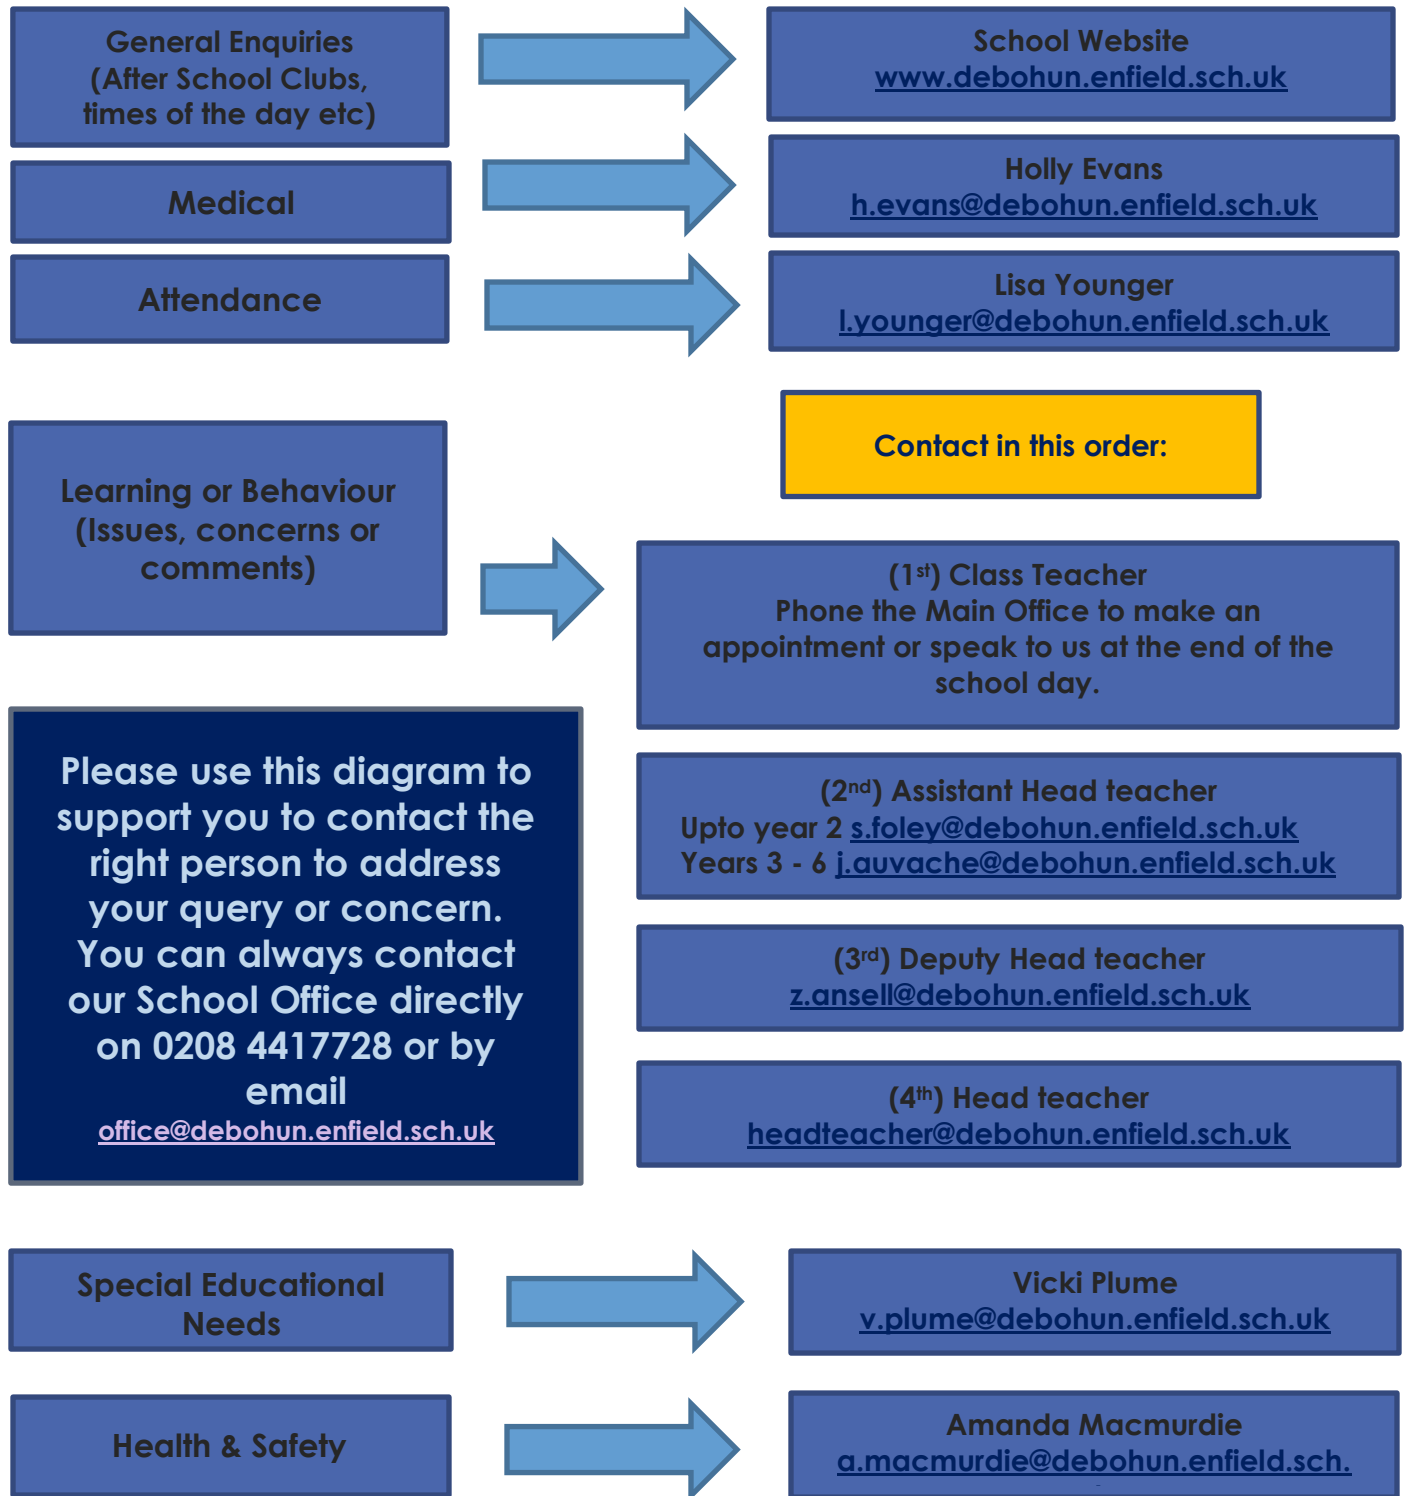 General Enquiries
(After School Clubs,
times of the day etc)
School Website
www.debohun.enfield.sch.uk
Medical
Holly Evans
h.evans@debohun.enfield.sch.uk
Attendance
Lisa Younger
l.younger@debohun.enfield.sch.uk
Contact in this order:
Learning or Behaviour
(Issues, concerns or
comments)
(1st) Class Teacher
Phone the Main Office to make an
appointment or speak to us at the end of the
school day.
(2nd) Assistant Head teacher
Upto year 2 s.foley@debohun.enfield.sch.uk
Years 3 - 6 j.auvache@debohun.enfield.sch.uk
(3rd) Deputy Head teacher
z.ansell@debohun.enfield.sch.uk
(4th) Head teacher
headteacher@debohun.enfield.sch.uk
Please use this diagram to
support you to contact the
right person to address
your query or concern.
You can always contact
our School Office directly
on 0208 4417728 or by
email
office@debohun.enfield.sch.uk
Special Educational
Needs
Vicki Plume
v.plume@debohun.enfield.sch.uk
Health & Safety
Amanda Macmurdie
a.macmurdie@debohun.enfield.sch.